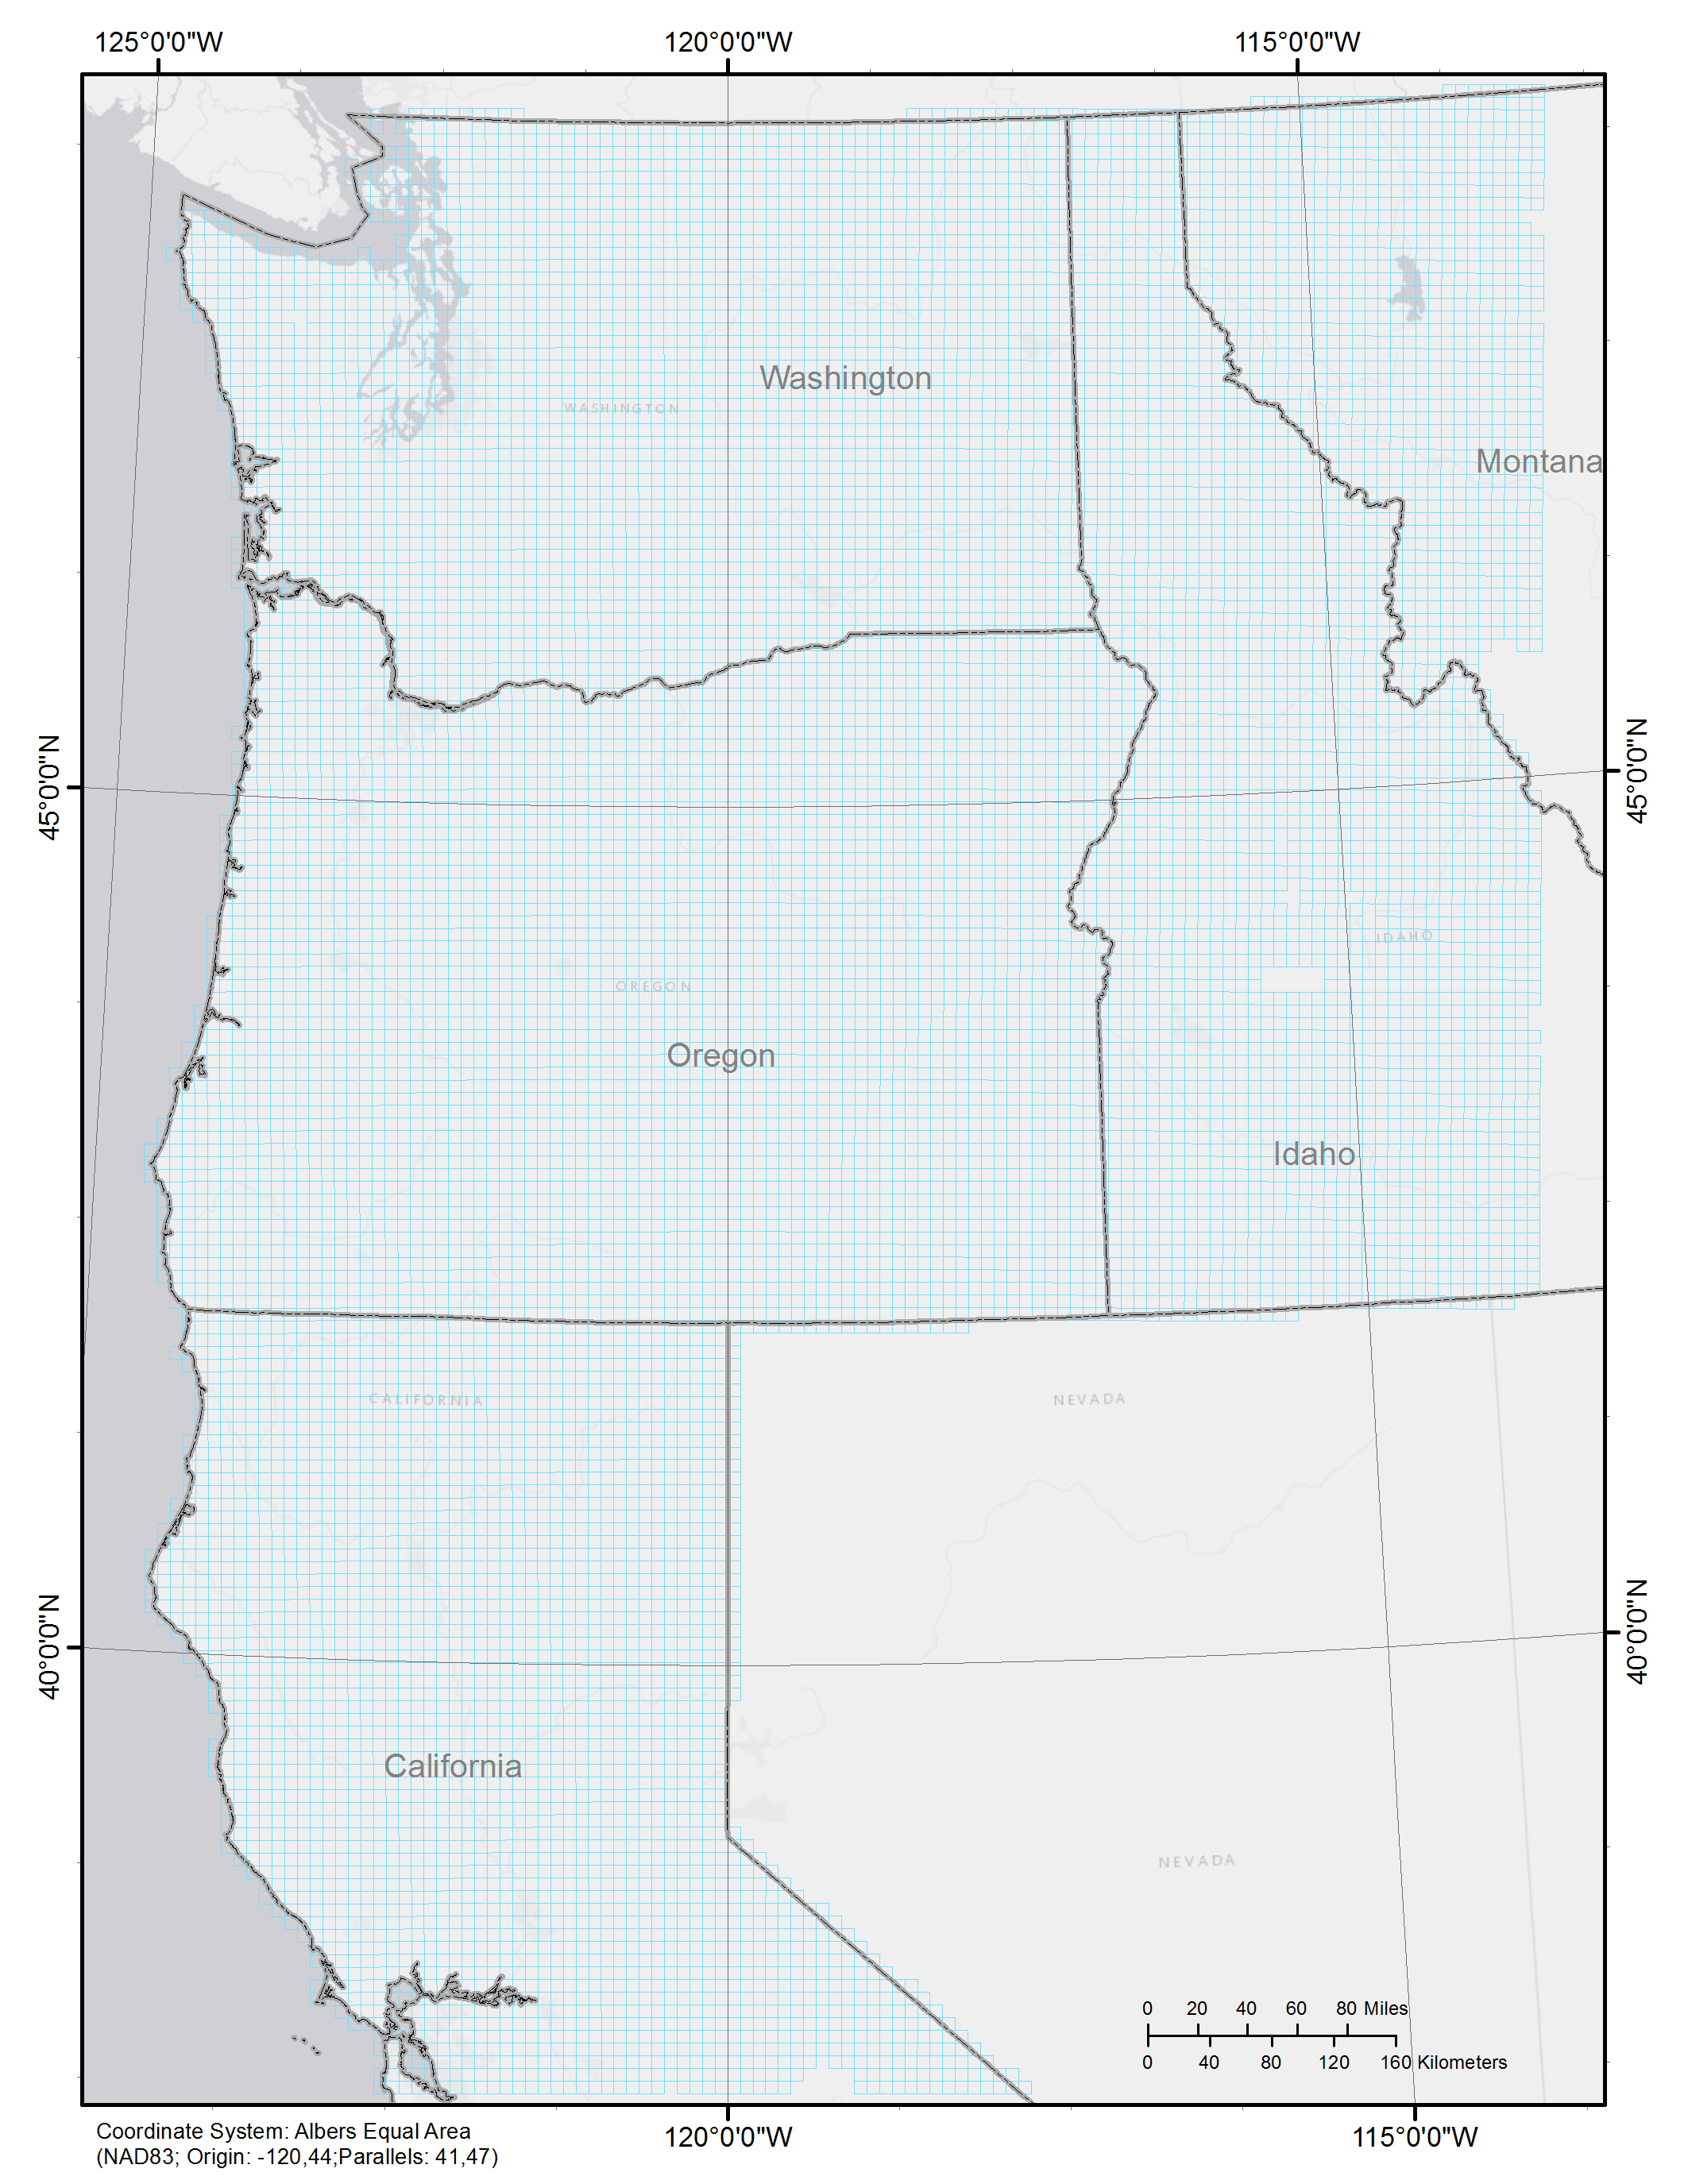 125°0'0"W 120°0'0"W 115°0'0"W
Washington
WASHINGTON
Montana
45°0'0"N 45°0'0"N
IDAHO
OREGON
Oregon
Idaho
CALIFORNIA NEVADA
40°0'0"N 40°0'0"N
California
NEVADA
0 20 40 60 80 Miles
0 40 80 120 160 Kilometers
Coordinate System: Albers Equal Area
(NAD83; Origin: -120,44;Parallels: 41,47)
120°0'0"W 115°0'0"W